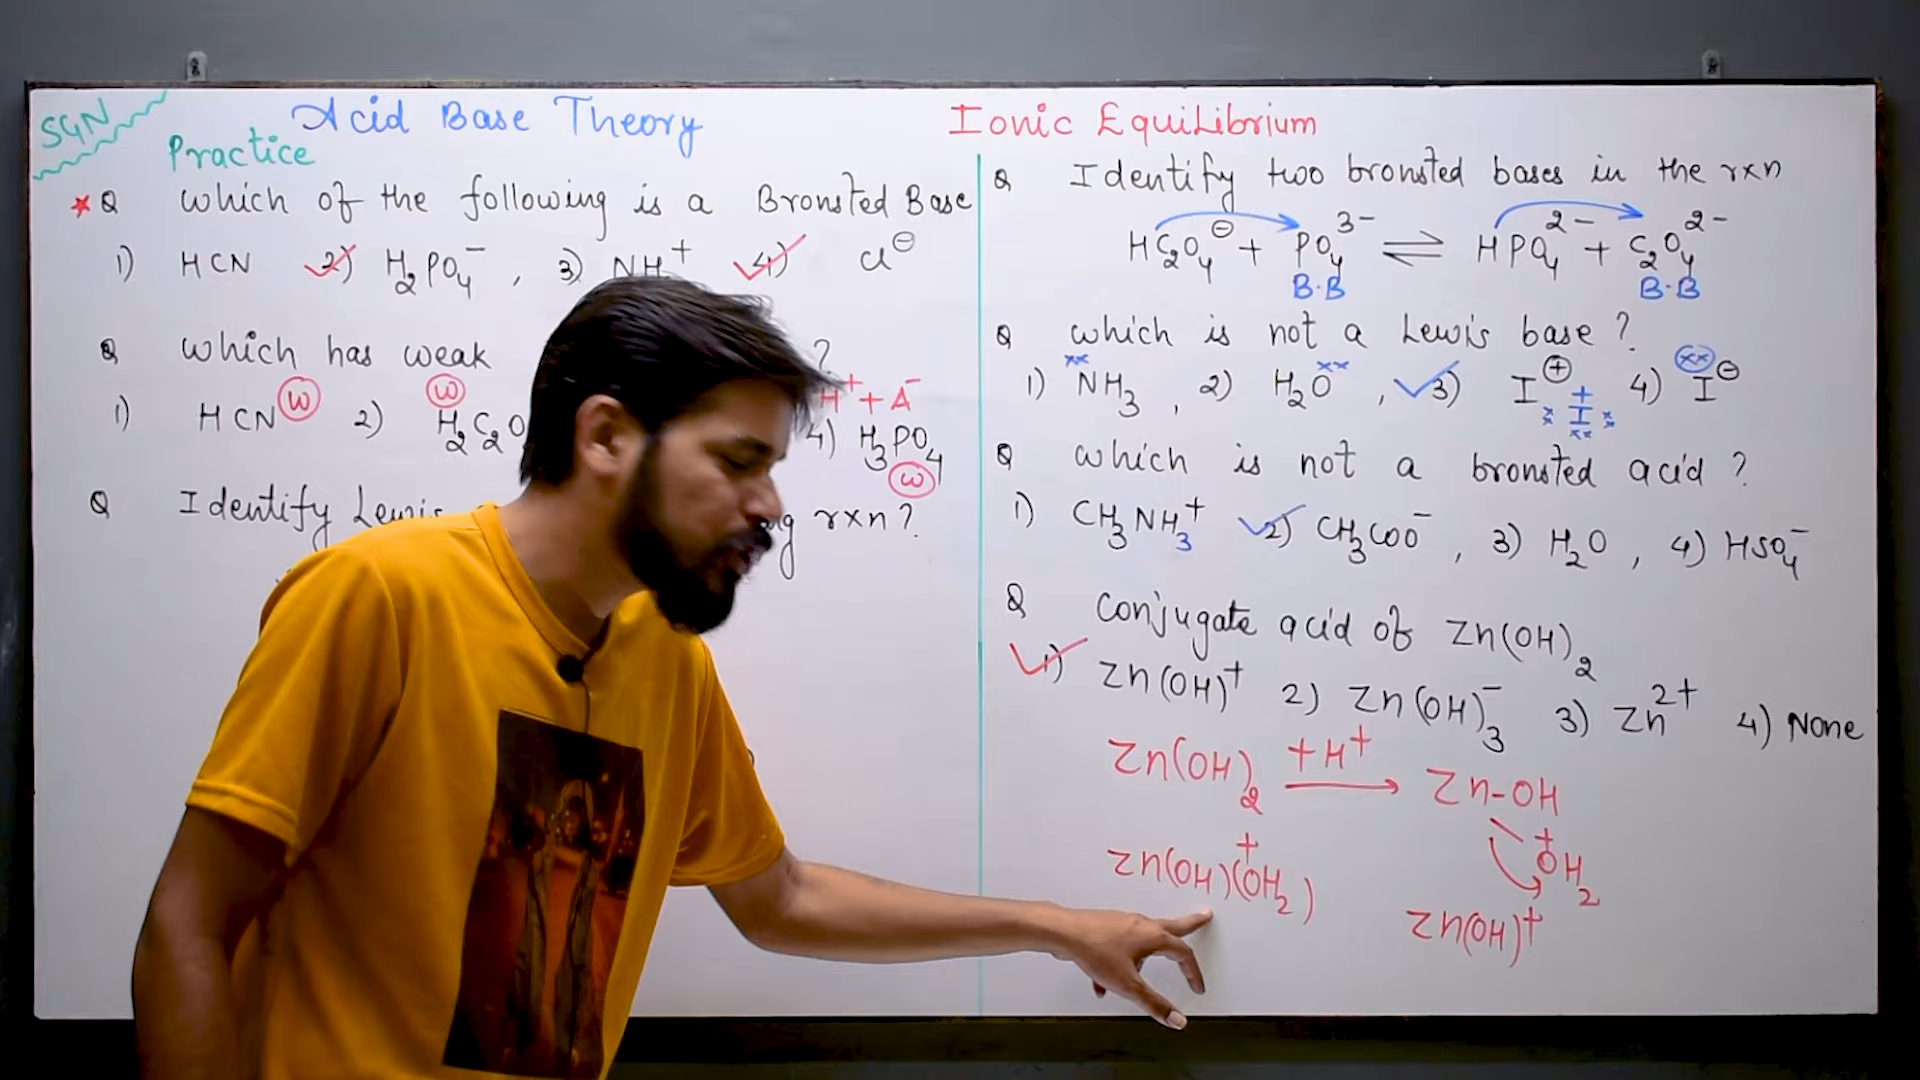 SGN
Acid Base Theory
Practice
Q which of the following is a Bronsted Base
1) HCN 2) H₂PO₄⁻ , 3) NH ⁺ 4) Cl⊖
Q which has weak ?
H⁺ + A⁻
1) HCN W 2) W H₂C₂O 4) H₃PO₄ W
Q Identify Lewis rxn?
Ionic Equilibrium
Q Identify two bronsted bases in the rxn
HC₂O₄⊖ + PO₄³⁻ ⇌ HPO₄²⁻ + C₂O₄²⁻
B.B B.B
Q which is not a Lewis base ?
1) NH₃ , 2) H₂O , 3) I⊕ I⁺ 4) I⊖
Q which is not a bronsted acid ?
1) CH₃NH₃⁺ 2) CH₃COO⁻ , 3) H₂O , 4) HSO₄⁻
Q Conjugate acid of Zn(OH)₂
1) Zn(OH)⁺ 2) Zn(OH)₃⁻ 3) Zn²⁺ 4) None
Zn(OH)₂ +H⁺ → Zn-OH
⁺OH₂
Zn(OH)(⁺OH₂)
Zn(OH)⁺